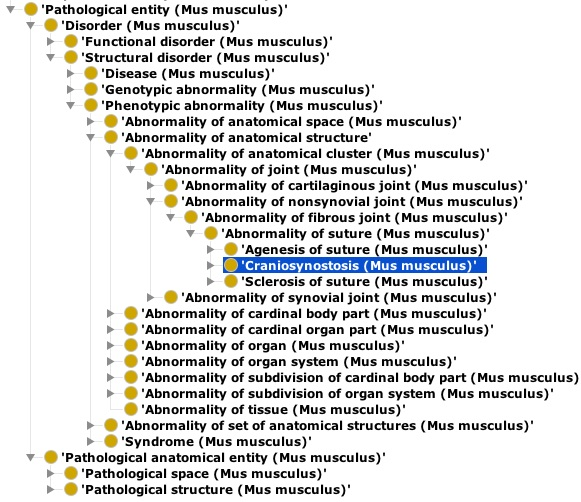 'Pathological entity (Mus musculus)'
'Disorder (Mus musculus)'
'Functional disorder (Mus musculus)'
'Structural disorder (Mus musculus)'
'Disease (Mus musculus)'
'Genotypic abnormality (Mus musculus)'
'Phenotypic abnormality (Mus musculus)'
'Abnormality of anatomical space (Mus musculus)'
'Abnormality of anatomical structure'
'Abnormality of anatomical cluster (Mus musculus)'
'Abnormality of joint (Mus musculus)'
'Abnormality of cartilaginous joint (Mus musculus)'
'Abnormality of nonsynovial joint (Mus musculus)'
'Abnormality of fibrous joint (Mus musculus)'
'Abnormality of suture (Mus musculus)'
'Agenesis of suture (Mus musculus)'
'Craniosynostosis (Mus musculus)'
'Sclerosis of suture (Mus musculus)'
'Abnormality of synovial joint (Mus musculus)'
'Abnormality of cardinal body part (Mus musculus)'
'Abnormality of cardinal organ part (Mus musculus)'
'Abnormality of organ (Mus musculus)'
'Abnormality of organ system (Mus musculus)'
'Abnormality of subdivision of cardinal body part (Mus musculus)
'Abnormality of subdivision of organ system (Mus musculus)'
'Abnormality of tissue (Mus musculus)'
'Abnormality of set of anatomical structures (Mus musculus)'
'Syndrome (Mus musculus)'
'Pathological anatomical entity (Mus musculus)'
'Pathological space (Mus musculus)'
'Pathological structure (Mus musculus)'